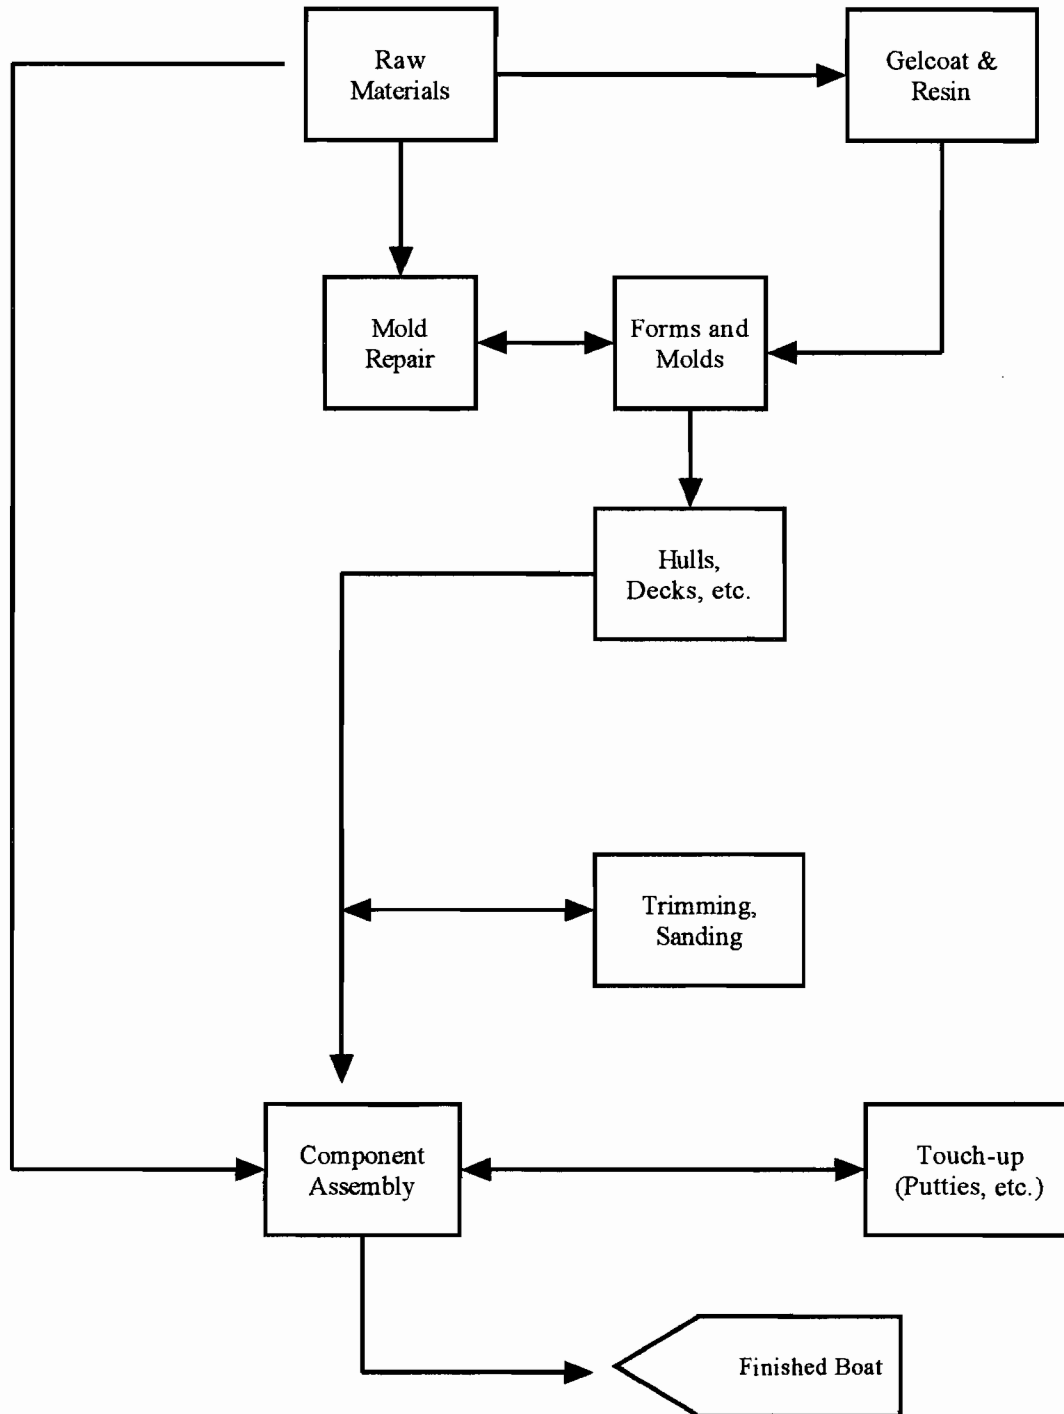 Raw
Materials
Gelcoat &
Resin
Mold
Repair
Forms and
Molds
Hulls,
Decks, etc.
Trimming,
Sanding
Component
Assembly
Touch-up
(Putties, etc.)
Finished Boat